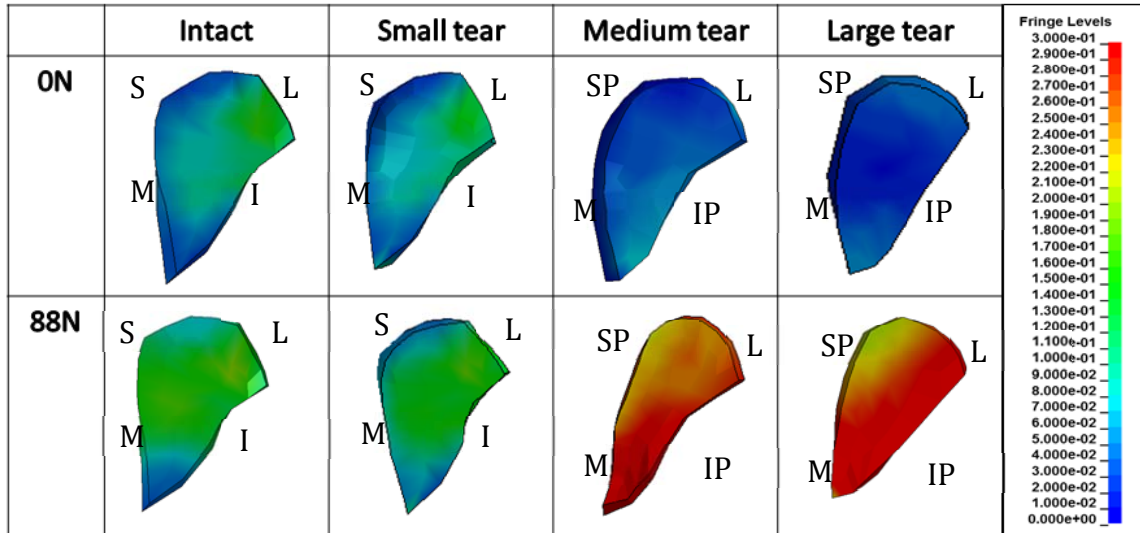 Intact Small tear Medium tear Large tear
0N
S L M I
S L M I
SP L M IP
SP L M IP
88N
S L M I
S L M I
SP L M IP
SP L M IP
Fringe Levels
3.000e-01
2.900e-01
2.800e-01
2.700e-01
2.600e-01
2.500e-01
2.400e-01
2.300e-01
2.200e-01
2.100e-01
2.000e-01
1.900e-01
1.800e-01
1.700e-01
1.600e-01
1.500e-01
1.400e-01
1.300e-01
1.200e-01
1.100e-01
1.000e-01
9.000e-02
8.000e-02
7.000e-02
6.000e-02
5.000e-02
4.000e-02
3.000e-02
2.000e-02
1.000e-02
0.000e+00